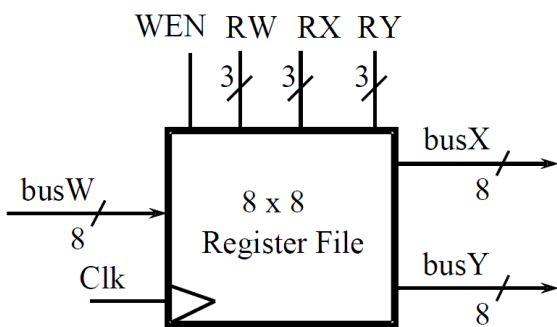 WEN RW RX RY
3 3 3
busX
8
busW
8
8 x 8
Register File
Clk
busY
8